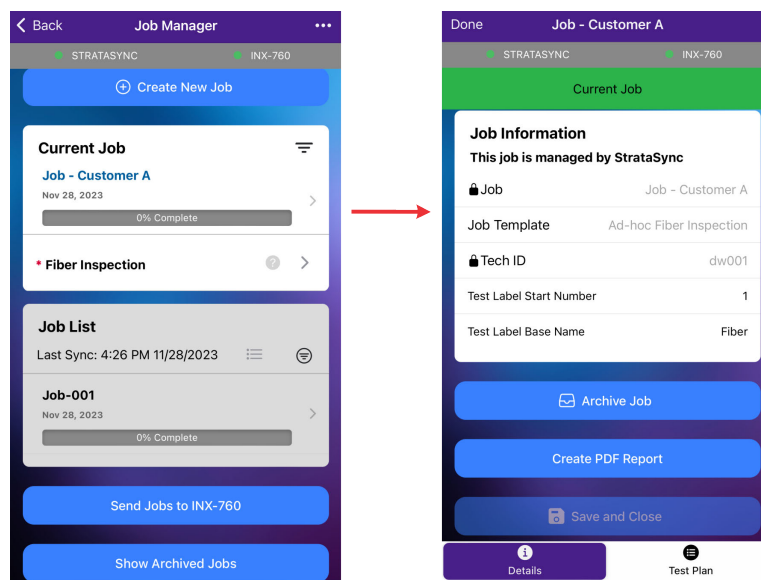 Back Job Manager
STRATASYNC INX-760
Create New Job
Current Job
Job - Customer A
Nov 28, 2023
0% Complete
* Fiber Inspection ?
Job List
Last Sync: 4:26 PM 11/28/2023
Job-001
Nov 28, 2023
0% Complete
Send Jobs to INX-760
Show Archived Jobs
Done Job - Customer A
STRATASYNC INX-760
Current Job
Job Information
This job is managed by StrataSync
Job Job - Customer A
Job Template Ad-hoc Fiber Inspection
Tech ID dw001
Test Label Start Number 1
Test Label Base Name Fiber
Archive Job
Create PDF Report
Save and Close
Details Test Plan